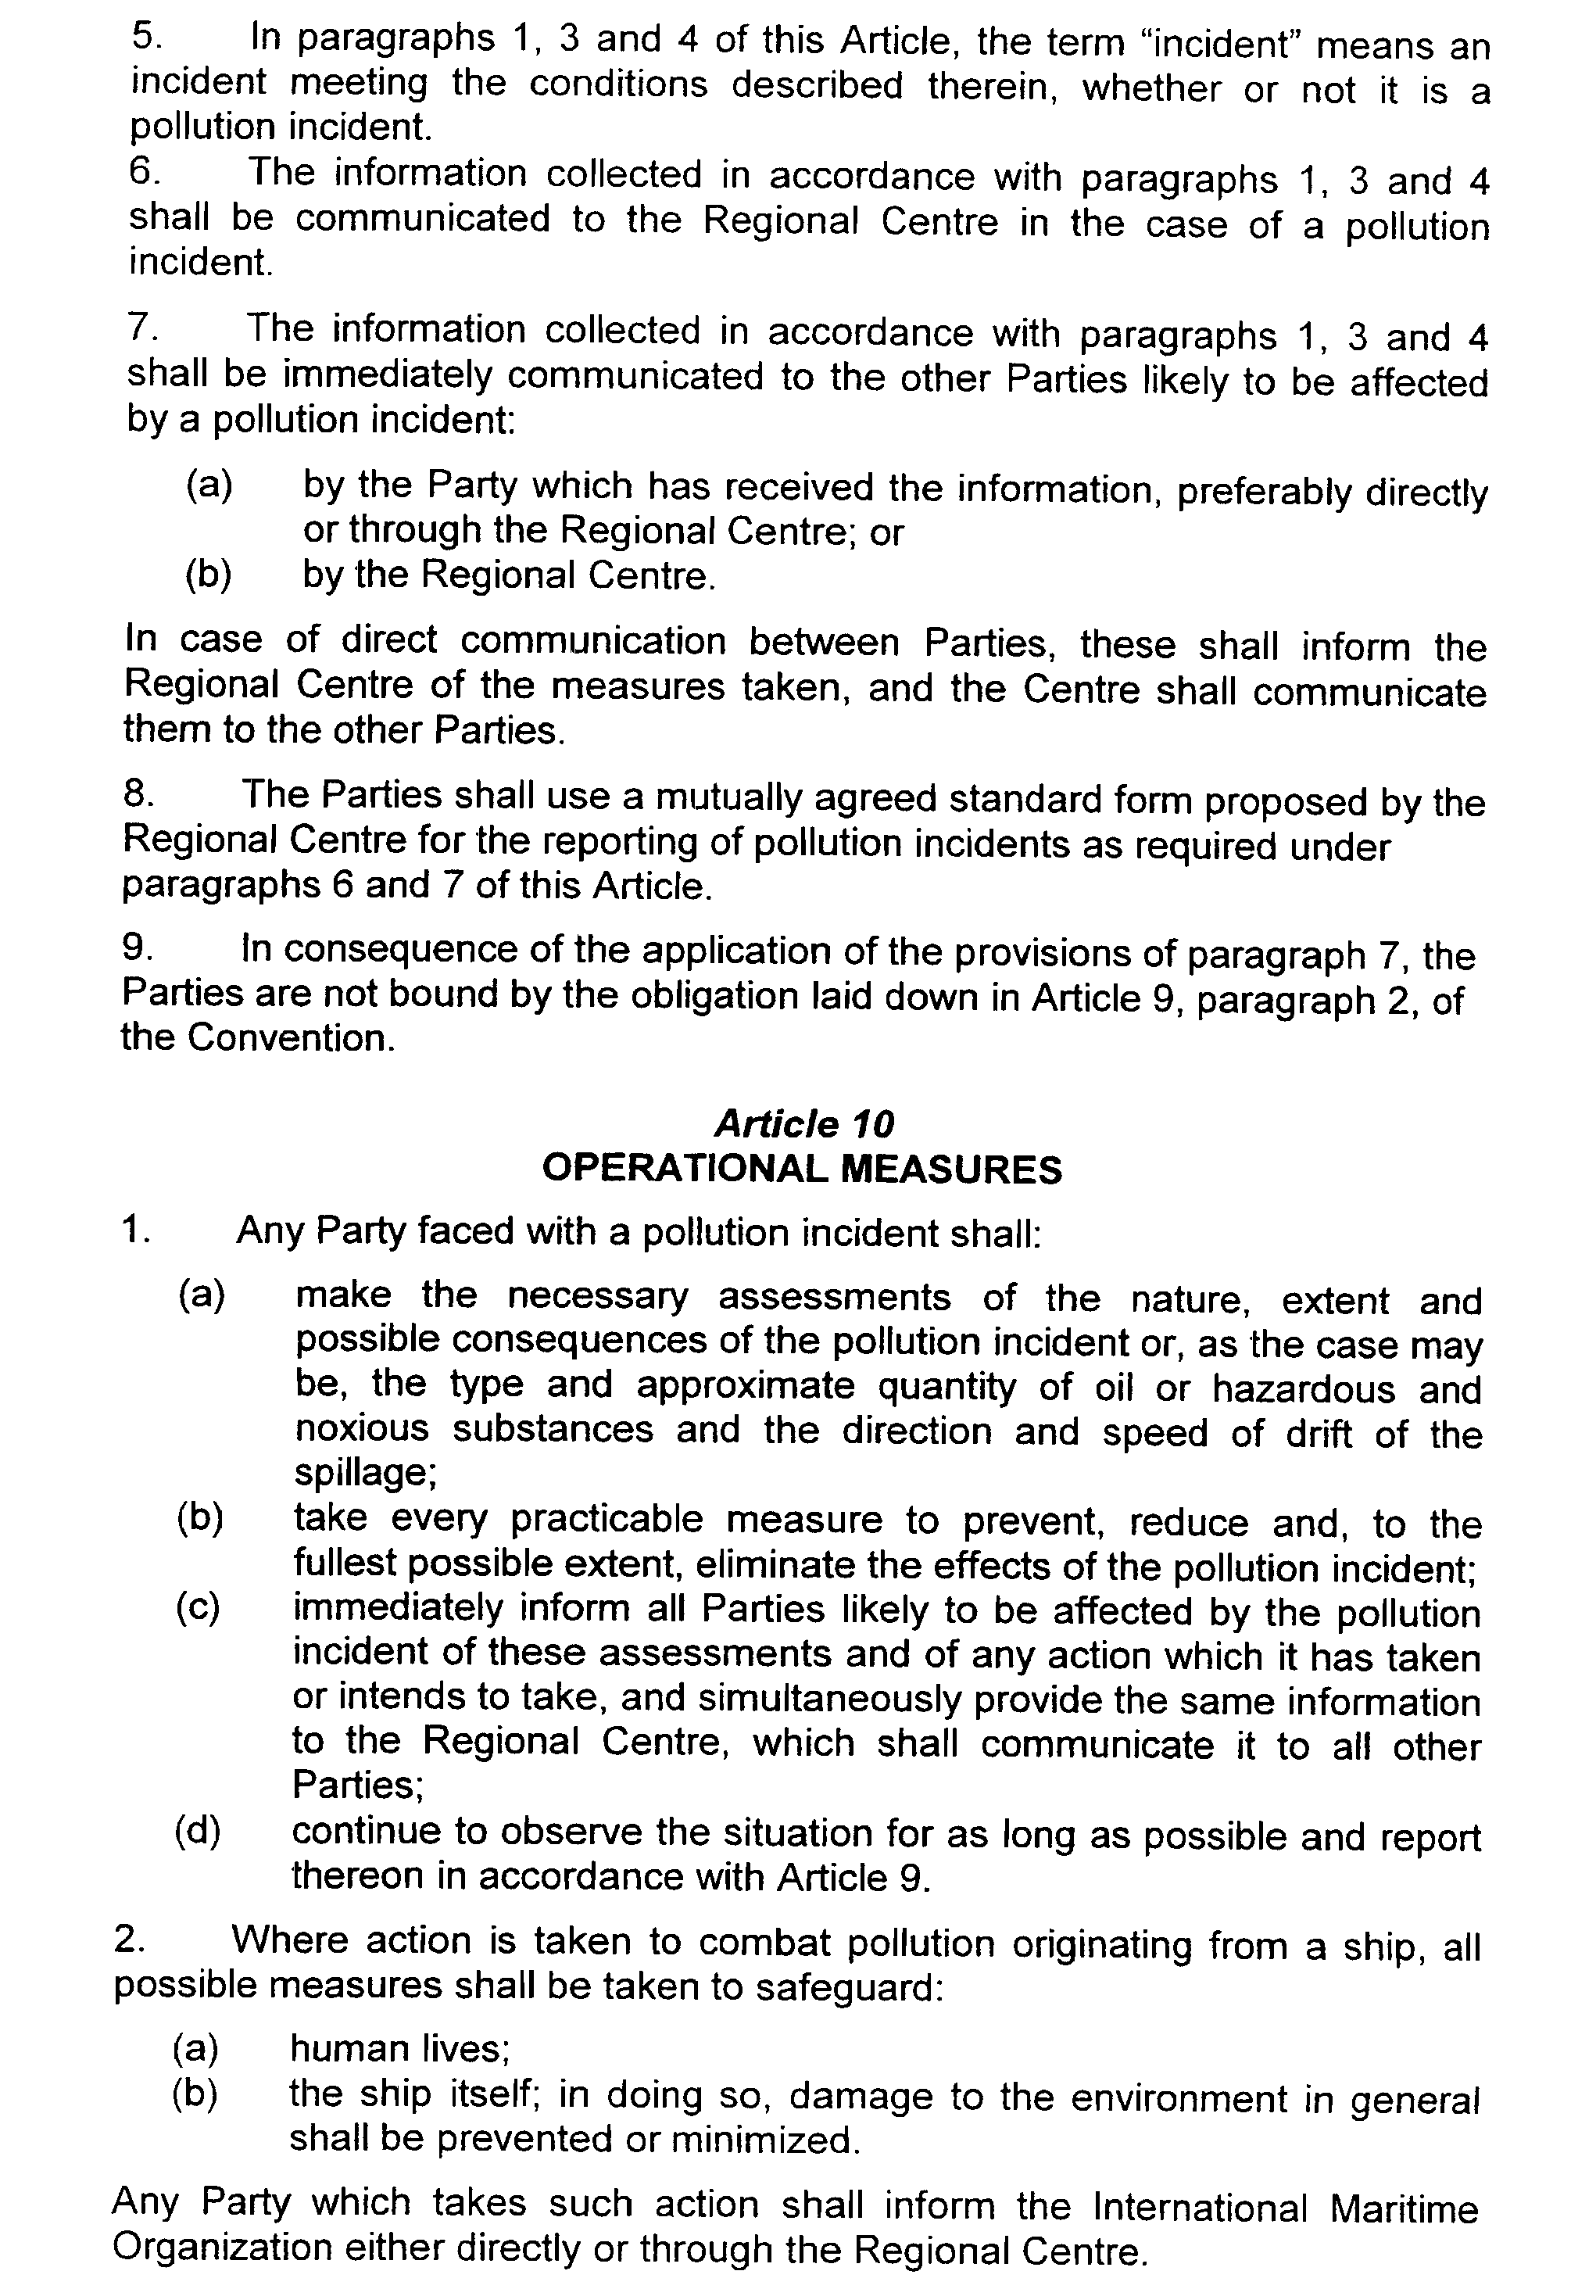 5. In paragraphs 1, 3 and 4 of this Article, the term “incident” means an
incident meeting the conditions described therein, whether or not it is a
pollution incident.
6. The information collected in accordance with paragraphs 1, 3 and 4
shall be communicated to the Regional Centre in the case of a pollution
incident.
7. The information collected in accordance with paragraphs 1, 3 and 4
shall be immediately communicated to the other Parties likely to be affected
by a pollution incident:
(a) by the Party which has received the information, preferably directly
or through the Regional Centre; or
(b) by the Regional Centre.
In case of direct communication between Parties, these shall inform the
Regional Centre of the measures taken, and the Centre shall communicate
them to the other Parties.
8. The Parties shall use a mutually agreed standard form proposed by the
Regional Centre for the reporting of pollution incidents as required under
paragraphs 6 and 7 of this Article.
9. In consequence of the application of the provisions of paragraph 7, the
Parties are not bound by the obligation laid down in Article 9, paragraph 2, of
the Convention.
Article 10
OPERATIONAL MEASURES
1. Any Party faced with a pollution incident shall:
(a) make the necessary assessments of the nature, extent and
possible consequences of the pollution incident or, as the case may
be, the type and approximate quantity of oil or hazardous and
noxious substances and the direction and speed of drift of the
spillage;
(b) take every practicable measure to prevent, reduce and, to the
fullest possible extent, eliminate the effects of the pollution incident;
(c) immediately inform all Parties likely to be affected by the pollution
incident of these assessments and of any action which it has taken
or intends to take, and simultaneously provide the same information
to the Regional Centre, which shall communicate it to all other
Parties;
(d) continue to observe the situation for as long as possible and report
thereon in accordance with Article 9.
2. Where action is taken to combat pollution originating from a ship, all
possible measures shall be taken to safeguard:
(a) human lives;
(b) the ship itself; in doing so, damage to the environment in general
shall be prevented or minimized.
Any Party which takes such action shall inform the International Maritime
Organization either directly or through the Regional Centre.